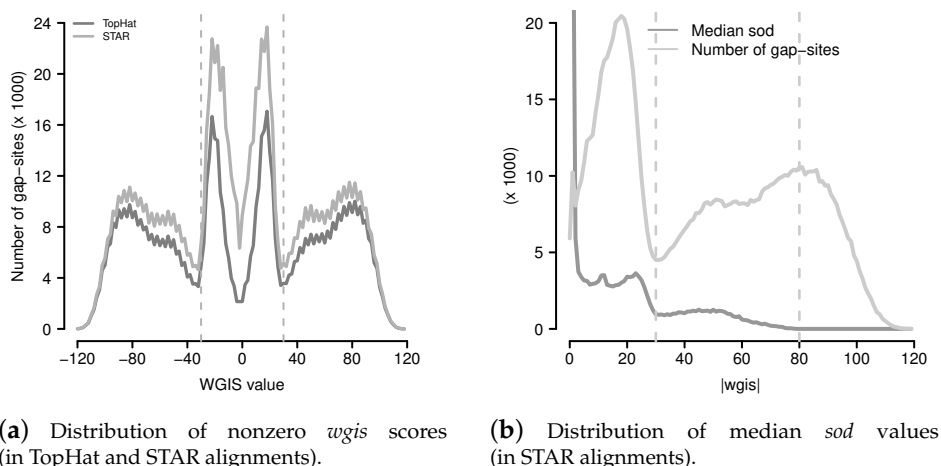 TopHat
STAR
Number of gap−sites (x 1000)
24
20
16
12
8
4
0
−120
−80
−40
0
40
80
120
WGIS value
(a) Distribution of nonzero wgis scores
(in TopHat and STAR alignments).
Median sod
Number of gap−sites
(x 1000)
20
15
10
5
0
0
20
40
60
80
100
120
|wgis|
(b) Distribution of median sod values
(in STAR alignments).